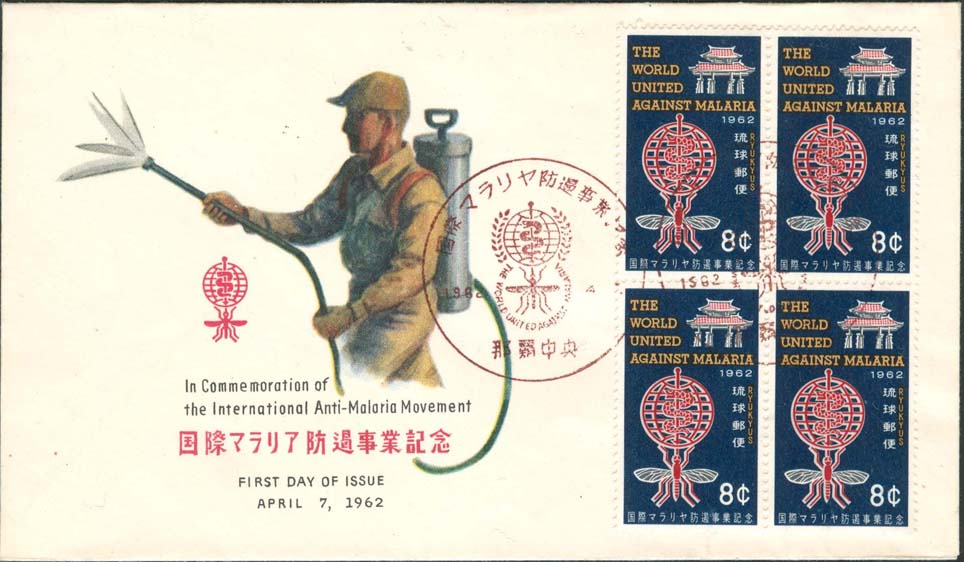 In Commemoration of
the International Anti-Malaria Movement
国際マラリア防遏事業記念
FIRST DAY OF ISSUE
APRIL 7, 1962
国際マラリヤ防遏事業
THE WORLD UNITED AGAINST MALARIA
1962
那覇中央
THE
WORLD
UNITED
AGAINST MALARIA
1962
琉球郵便
RYUKYUS
8¢
国際マラリヤ防遏事業記念
THE
WORLD
UNITED
AGAINST MALARIA
1962
琉球郵便
RYUKYUS
8¢
国際マラリヤ防遏事業記念
1962
THE
WORLD
UNITED
AGAINST MALARIA
1962
琉球郵便
RYUKYUS
8¢
国際マラリヤ防遏事業記念
THE
WORLD
UNITED
AGAINST MALARIA
1962
琉球郵便
RYUKYUS
8¢
国際マラリヤ防遏事業記念